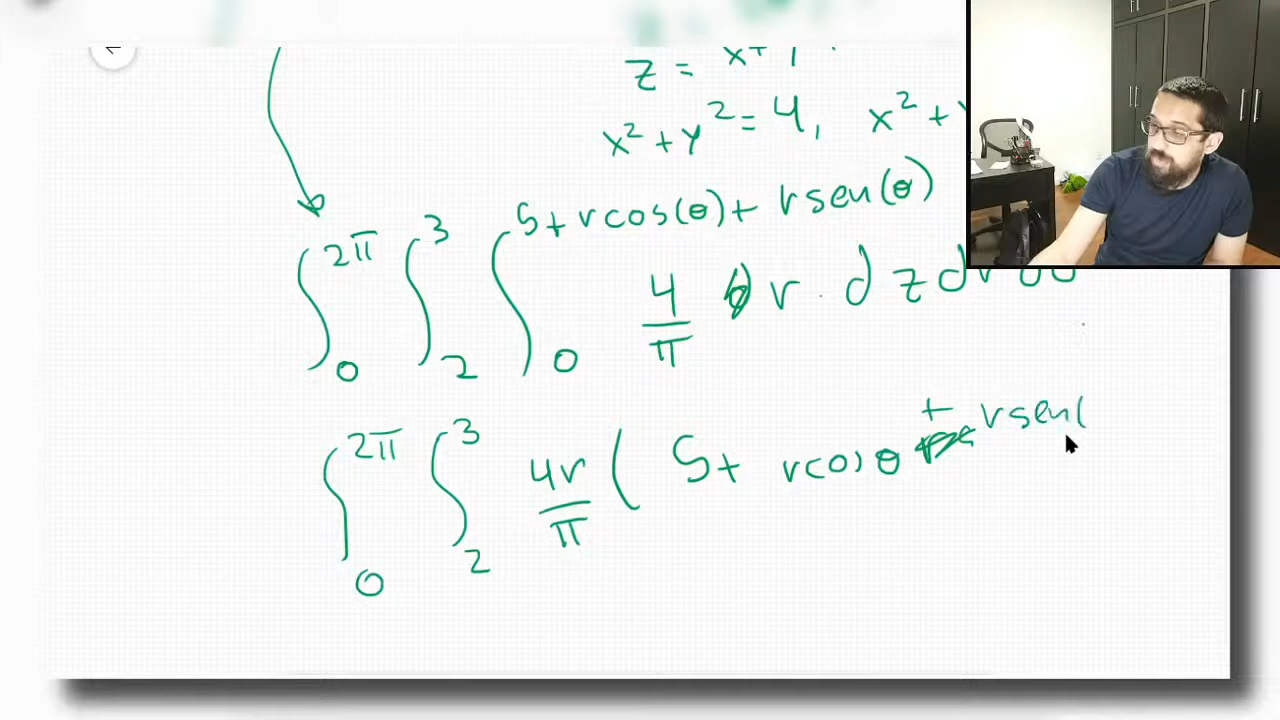 z = x + y
x² + y² = 4, x² +
∫₀^{2π} ∫₂³ ∫₀^{5 + r cos(θ) + r sen(θ)} 4/π r · dz dr dθ
∫₀^{2π} ∫₂³ 4r/π ( 5 + r cos θ + r sen(